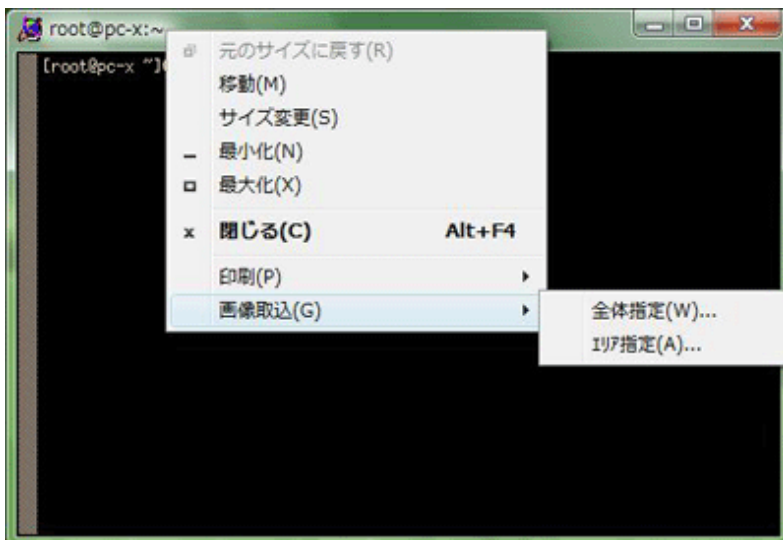 root@pc-x:~
[root@pc-x ~]
元のサイズに戻す(R)
移動(M)
サイズ変更(S)
最小化(N)
最大化(X)
閉じる(C) Alt+F4
印刷(P)
画像取込(G)
全体指定(W)...
ｴﾘｱ指定(A)...